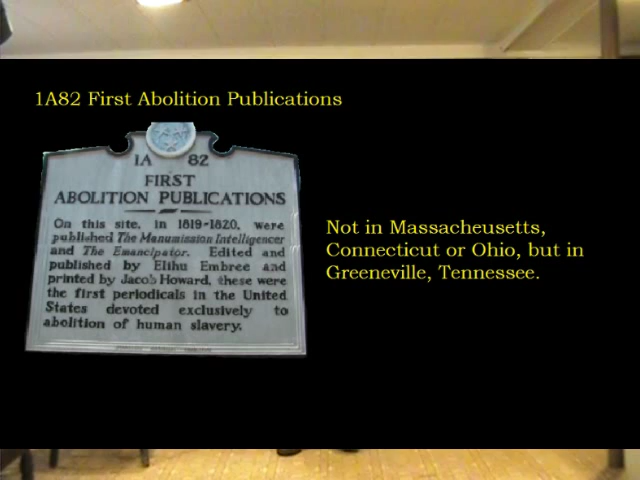 1A82 First Abolition Publications
1A 82
FIRST
ABOLITION PUBLICATIONS
On this site, in 1819-1820, were
published The Manumission Intelligencer
and The Emancipator. Edited and
published by Elihu Embree and
printed by Jacob Howard, these were
the first periodicals in the United
States devoted exclusively to
abolition of human slavery.
Not in Massacheusetts,
Connecticut or Ohio, but in
Greeneville, Tennessee.